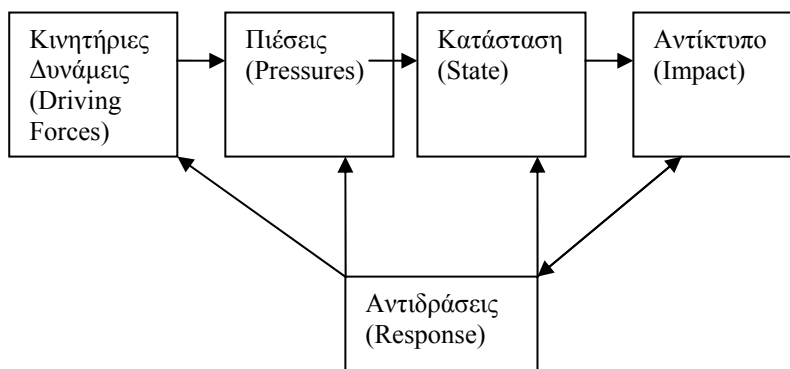 Κινητήριες
Δυνάμεις
(Driving
Forces)
Πιέσεις
(Pressures)
Κατάσταση
(State)
Αντίκτυπο
(Impact)
Αντιδράσεις
(Response)